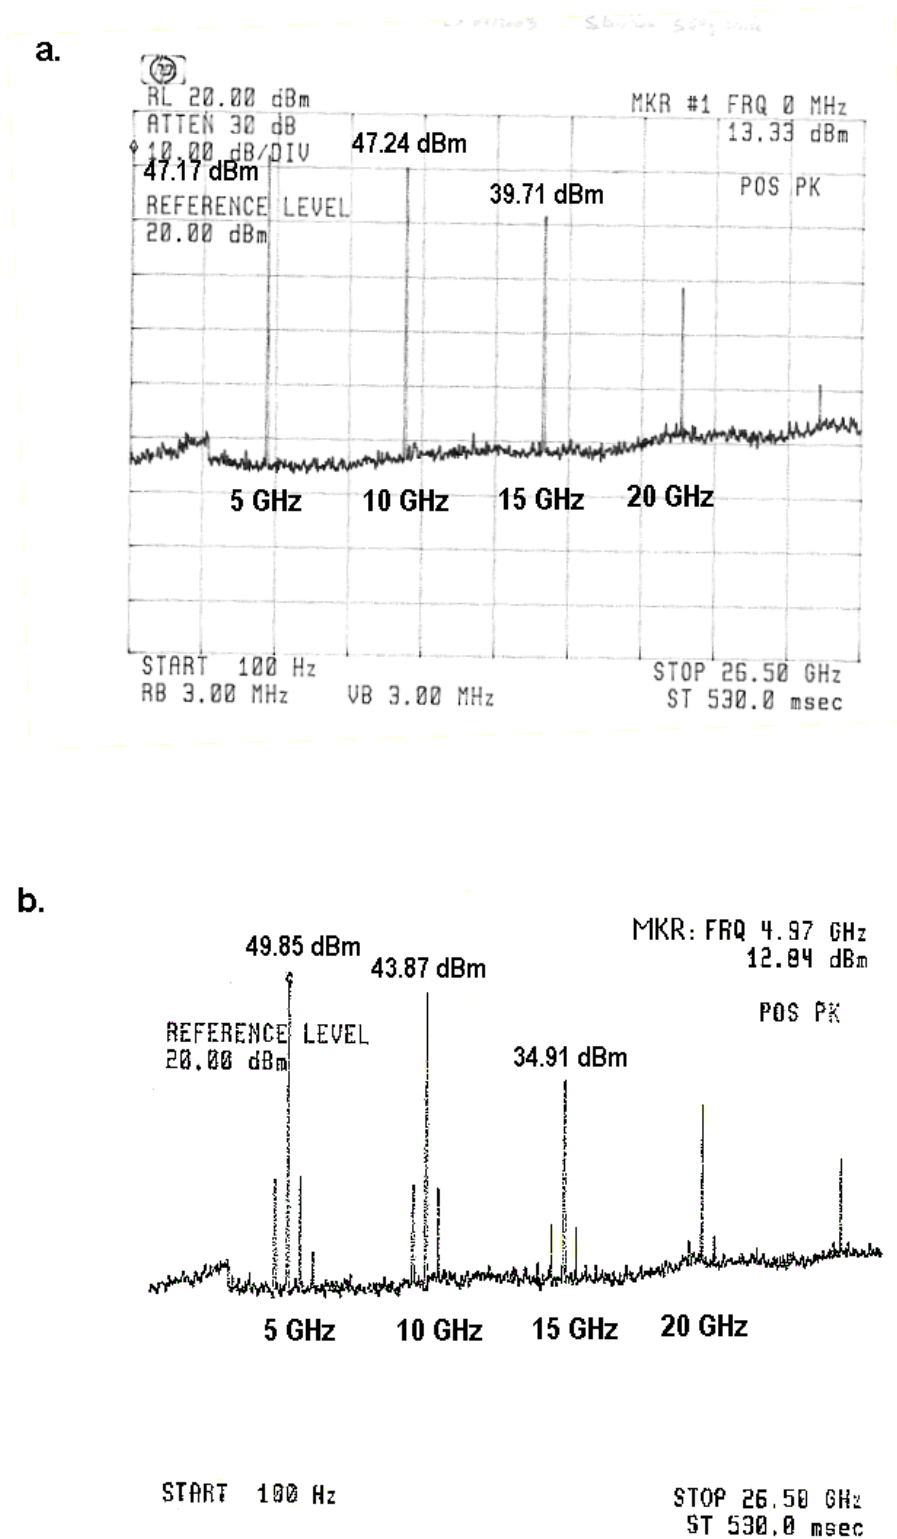 a.
hp
RL 20.00 dBm
MKR #1 FRQ 0 MHz
ATTEN 30 dB
13.33 dBm
10.00 dB/DIV
47.24 dBm
47.17 dBm
39.71 dBm
POS PK
REFERENCE LEVEL
20.00 dBm
5 GHz 10 GHz 15 GHz 20 GHz
START 100 Hz
STOP 26.50 GHz
RB 3.00 MHz VB 3.00 MHz
ST 530.0 msec
b.
MKR: FRQ 4.97 GHz
49.85 dBm
12.84 dBm
43.87 dBm
POS PK
REFERENCE LEVEL
20.00 dBm
34.91 dBm
5 GHz 10 GHz 15 GHz 20 GHz
START 100 Hz
STOP 26.50 GHz
ST 530.0 msec